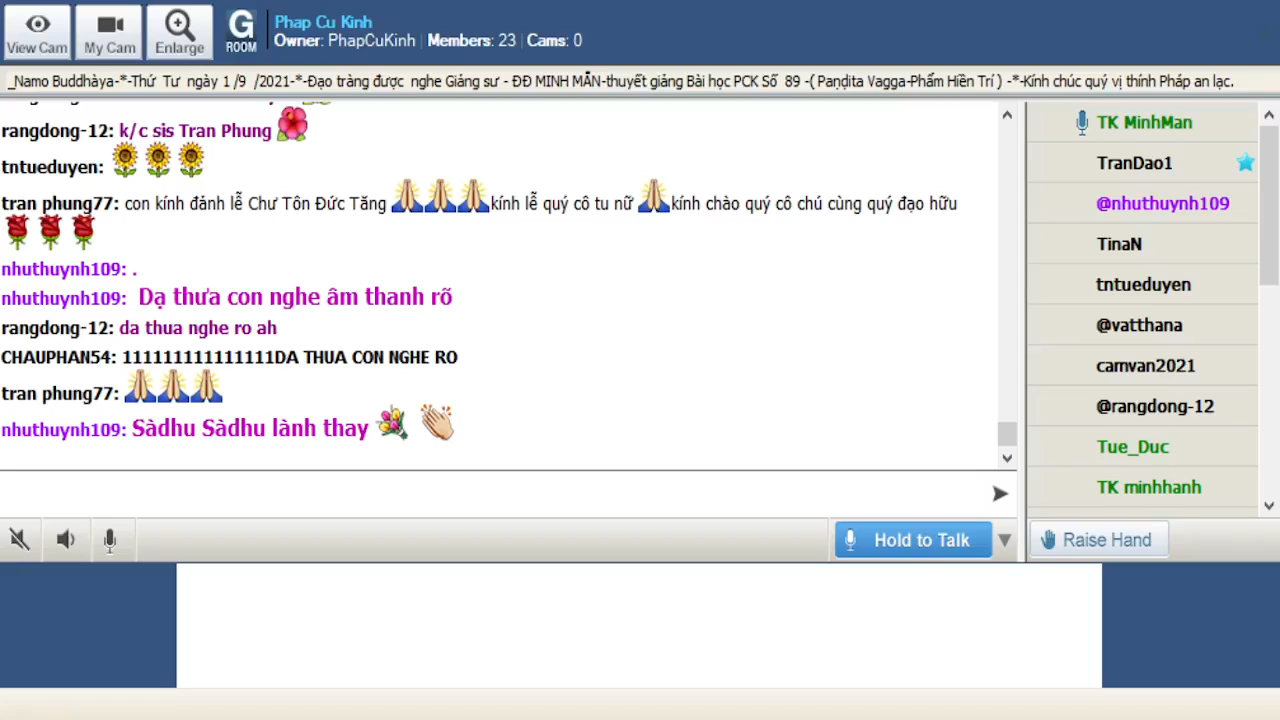 View Cam
My Cam
Enlarge
G
ROOM
Phap Cu Kinh
Owner: PhapCuKinh | Members: 23 | Cams: 0
_Namo Buddhàya-*-Thứ Tư ngày 1 /9 /2021-*-Đạo tràng được nghe Giảng sư - ĐĐ MINH MẪN-thuyết giảng Bài học PCK Số 89 -( Paṇḍita Vagga-Phẩm Hiền Trí ) -*-Kính chúc quý vị thính Pháp an lạc.
rangdong-12: k/c sis Tran Phung
tntueduyen:
tran phung77: con kính đảnh lễ Chư Tôn Đức Tăng kính lễ quý cô tu nữ kính chào quý cô chú cùng quý đạo hữu
nhuthuynh109: .
nhuthuynh109: Dạ thưa con nghe âm thanh rõ
rangdong-12: da thua nghe ro ah
CHAUPHAN54: 111111111111111DA THUA CON NGHE RO
tran phung77:
nhuthuynh109: Sàdhu Sàdhu lành thay
TK MinhMan
TranDao1
@nhuthuynh109
TinaN
tntueduyen
@vatthana
camvan2021
@rangdong-12
Tue_Duc
TK minhhanh
Hold to Talk
Raise Hand